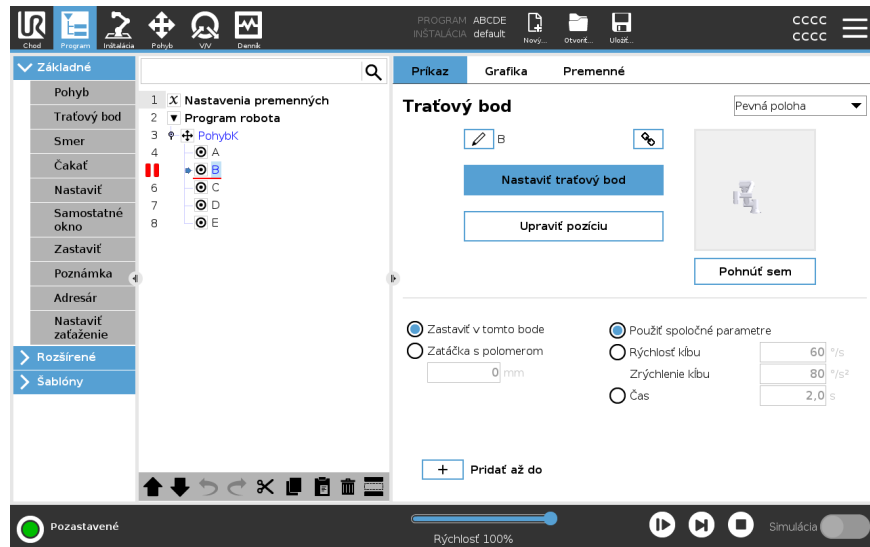 PROGRAM ABCDE
INŠTALÁCIA default
Chod
Program
Inštalácia
Pohyb
V/V
Denník
Nový...
Otvoriť...
Uložiť...
CCCC
CCCC
Základné
Pohyb
Traťový bod
Smer
Čakať
Nastaviť
Samostatné
okno
Zastaviť
Poznámka
Adresár
Nastaviť
zaťaženie
Rozšírené
Šablóny
1 X Nastavenia premenných
2 Program robota
3 PohybK
4 A
B
6 C
7 D
8 E
Príkaz
Grafika
Premenné
Traťový bod
Pevná poloha
B
Nastaviť traťový bod
Upraviť pozíciu
Pohnúť sem
Zastaviť v tomto bode
Zatáčka s polomerom
0 mm
Použiť spoločné parametre
Rýchlosť kĺbu 60 °/s
Zrýchlenie kĺbu 80 °/s²
Čas 2,0 s
+ Pridať až do
Pozastavené
Rýchlosť 100%
Simulácia